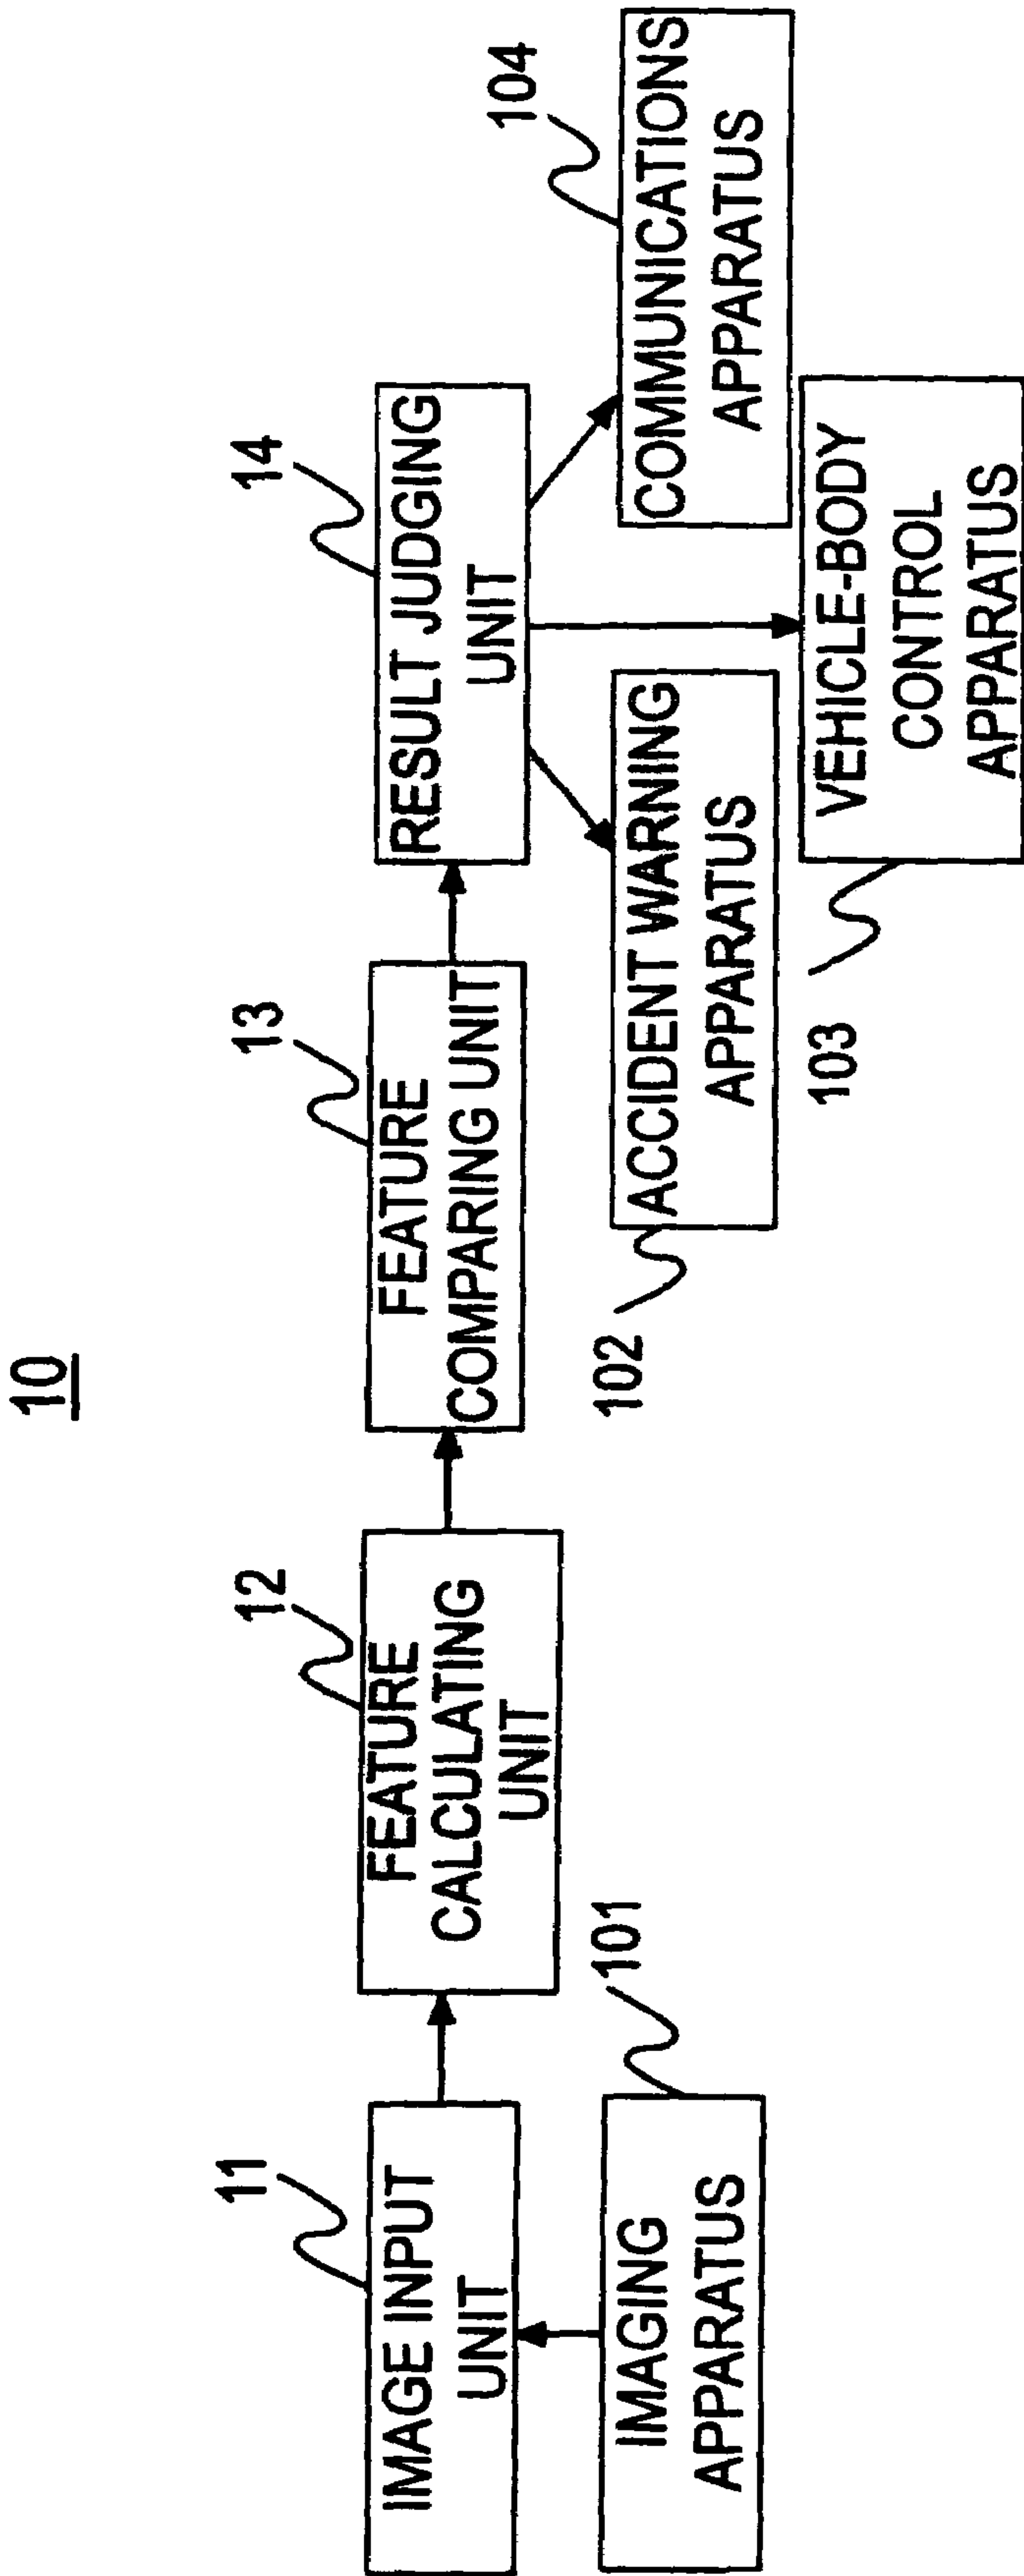 10
11
IMAGE INPUT
UNIT
12
FEATURE
CALCULATING
UNIT
13
FEATURE
COMPARING UNIT
14
RESULT JUDGING
UNIT
101
IMAGING
APPARATUS
102
ACCIDENT WARNING
APPARATUS
104
COMMUNICATIONS
APPARATUS
103
VEHICLE-BODY
CONTROL
APPARATUS